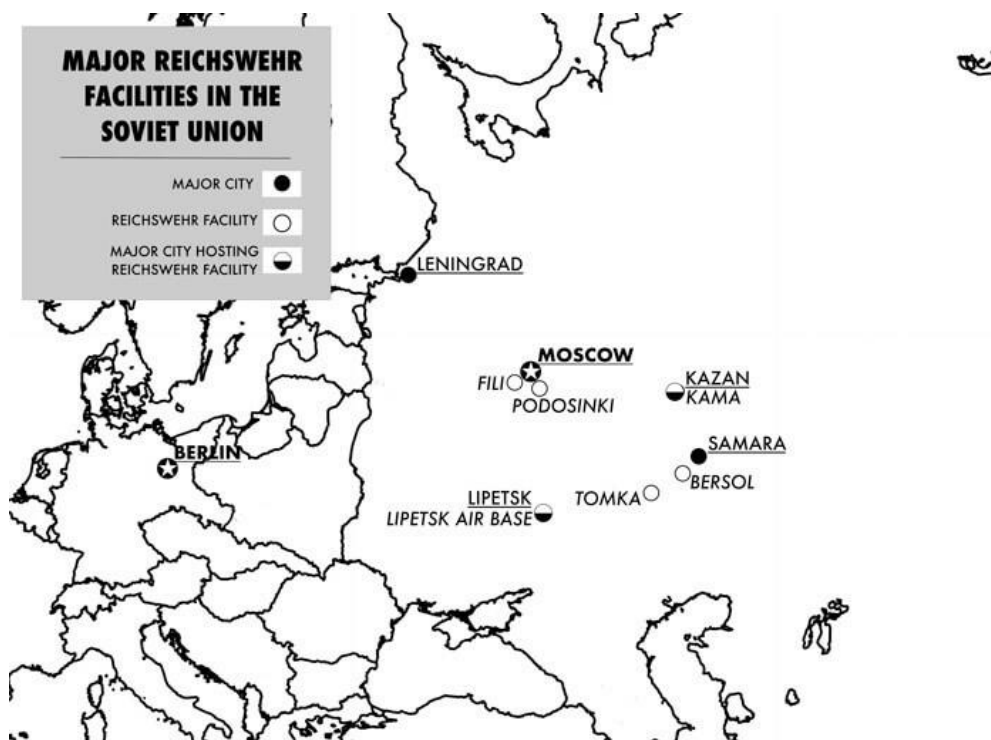 MAJOR REICHSWEHR
FACILITIES IN THE
SOVIET UNION
MAJOR CITY
REICHSWEHR FACILITY
MAJOR CITY HOSTING
REICHSWEHR FACILITY
LENINGRAD
MOSCOW
FILI
PODOSINKI
KAZAN
KAMA
BERLIN
SAMARA
BERSOL
TOMKA
LIPETSK
LIPETSK AIR BASE